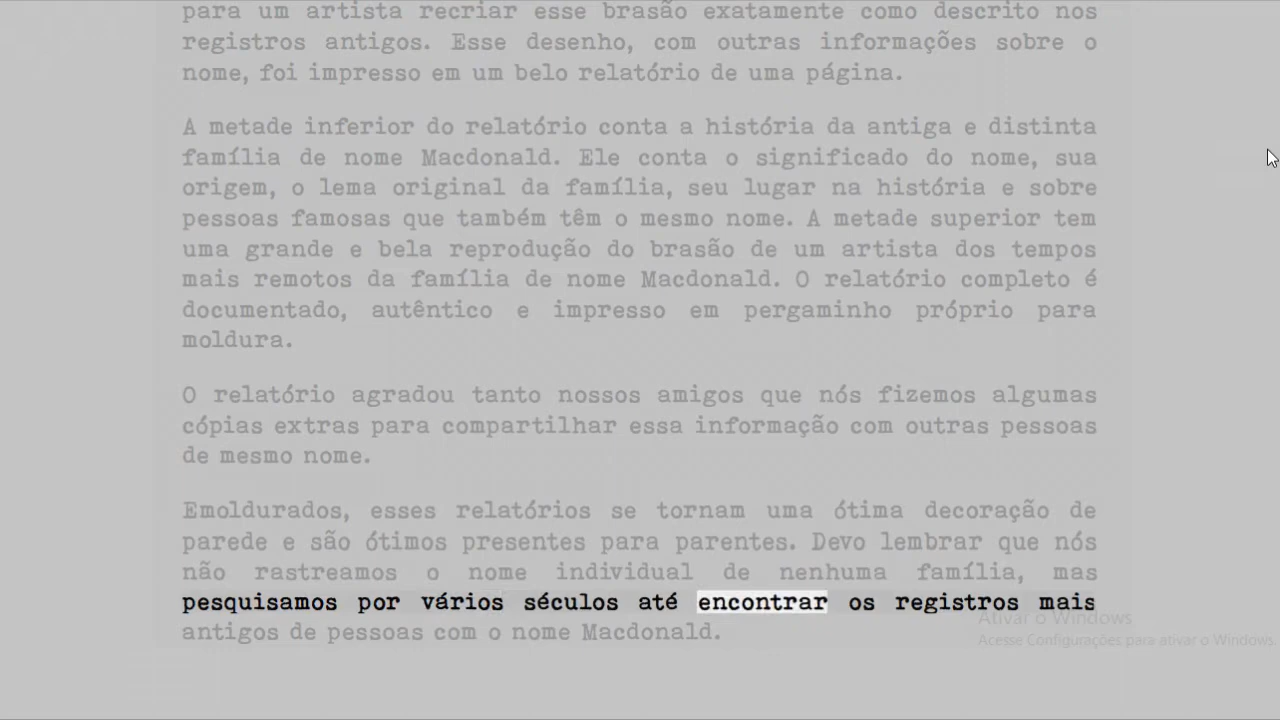 para um artista recriar esse brasão exatamente como descrito nos
registros antigos. Esse desenho, com outras informações sobre o
nome, foi impresso em um belo relatório de uma página.
A metade inferior do relatório conta a história da antiga e distinta
família de nome Macdonald. Ele conta o significado do nome, sua
origem, o lema original da família, seu lugar na história e sobre
pessoas famosas que também têm o mesmo nome. A metade superior tem
uma grande e bela reprodução do brasão de um artista dos tempos
mais remotos da família de nome Macdonald. O relatório completo é
documentado, autêntico e impresso em pergaminho próprio para
moldura.
O relatório agradou tanto nossos amigos que nós fizemos algumas
cópias extras para compartilhar essa informação com outras pessoas
de mesmo nome.
Emoldurados, esses relatórios se tornam uma ótima decoração de
parede e são ótimos presentes para parentes. Devo lembrar que nós
não rastreamos o nome individual de nenhuma família, mas
pesquisamos por vários séculos até encontrar os registros mais
antigos de pessoas com o nome Macdonald.
Ativar o Windows
Acesse Configurações para ativar o Windows.